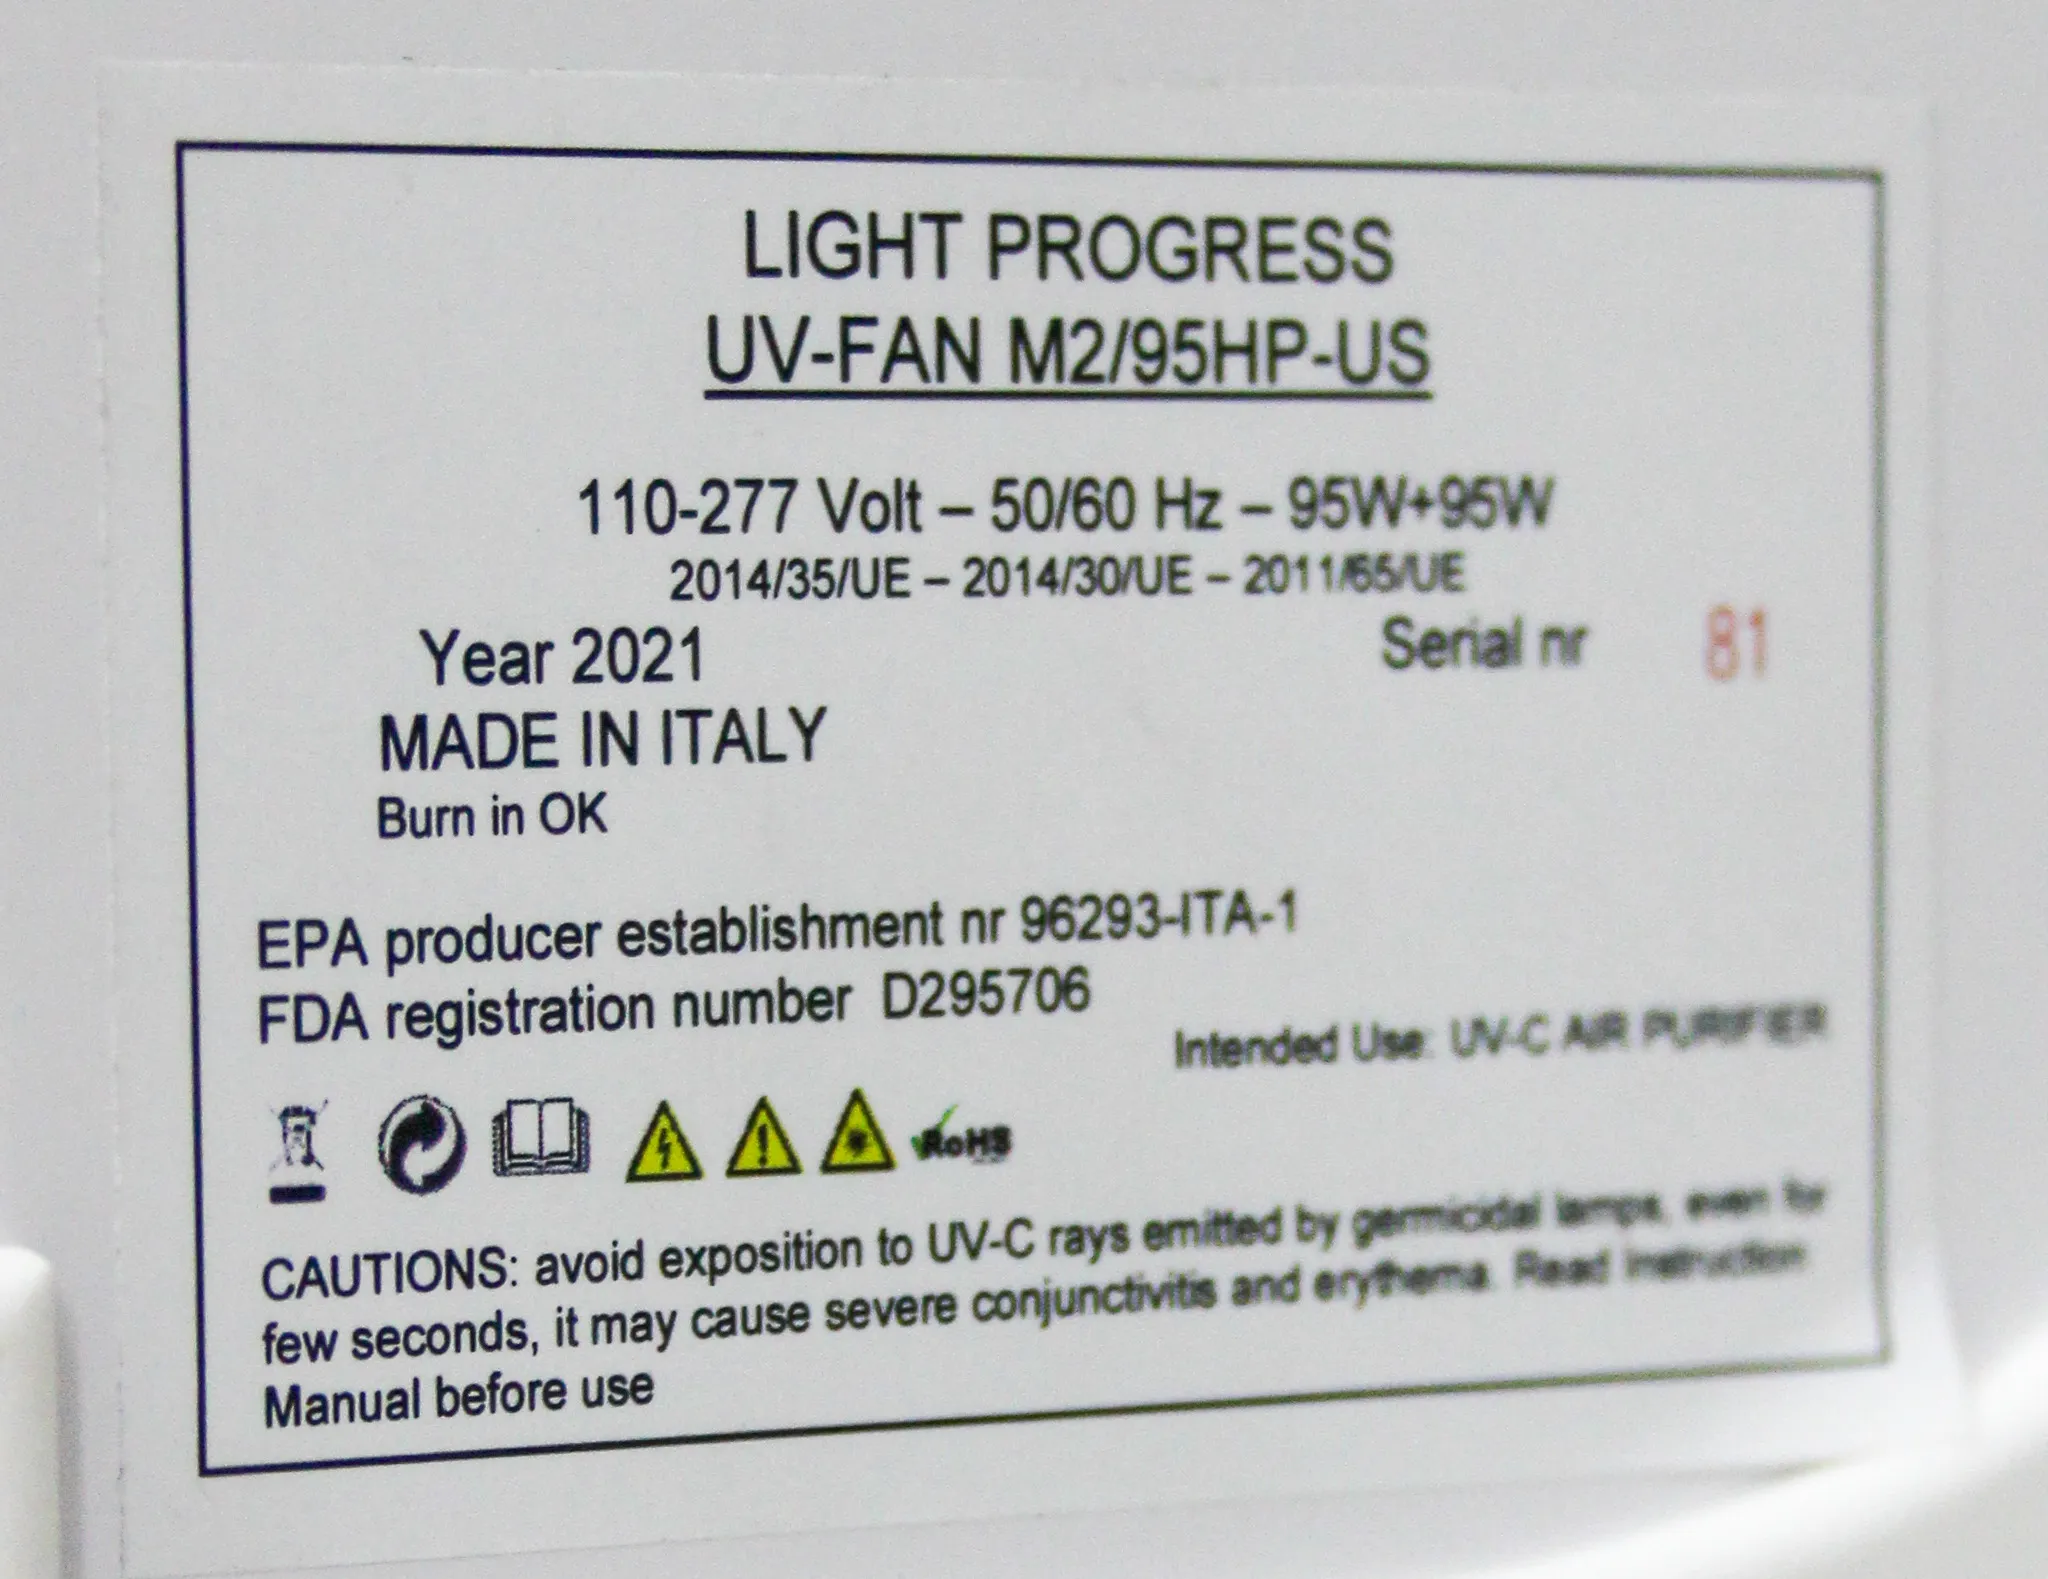 LIGHT PROGRESS
UV-FAN M2/95HP-US
110-277 Volt – 50/60 Hz – 95W+95W
2014/35/UE – 2014/30/UE – 2011/65/UE
Year 2021 Serial nr 81
MADE IN ITALY
Burn in OK
EPA producer establishment nr 96293-ITA-1
FDA registration number D295706
Intended Use: UV-C AIR PURIFIER
RoHS
CAUTIONS: avoid exposition to UV-C rays emitted by germicidal lamps, even for
few seconds, it may cause severe conjunctivitis and erythema. Read Instruction
Manual before use